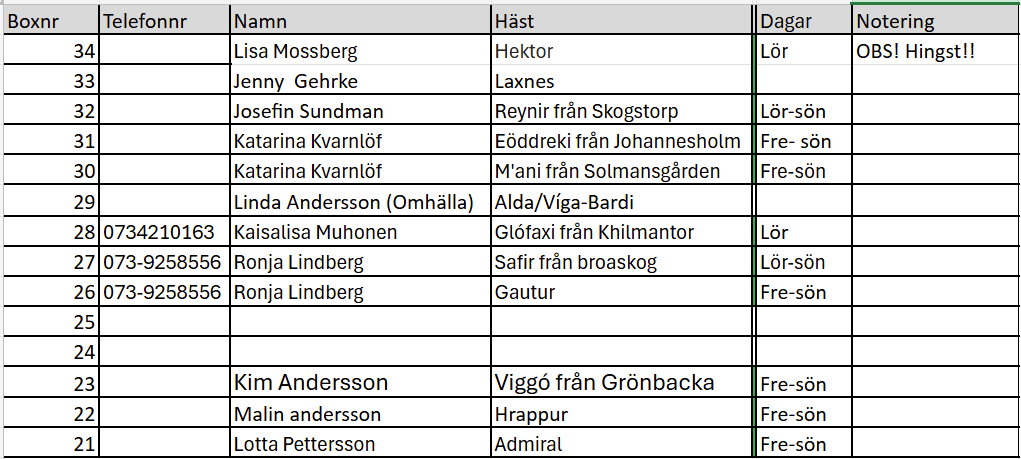 Boxnr Telefonnr Namn Häst Dagar Notering
34 Lisa Mossberg Hektor Lör OBS! Hingst!!
33 Jenny  Gehrke Laxnes
32 Josefin Sundman Reynir från Skogstorp Lör-sön
31 Katarina Kvarnlöf Eöddreki från Johannesholm Fre- sön
30 Katarina Kvarnlöf M'ani från Solmansgården Fre-sön
29 Linda Andersson (Omhälla) Alda/Víga-Bardi
28 0734210163 Kaisalisa Muhonen Glófaxi från Khilmantor Lör
27 073-9258556 Ronja Lindberg Safir från broaskog Lör-sön
26 073-9258556 Ronja Lindberg Gautur Fre-sön
25
24
23 Kim Andersson Viggó från Grönbacka Fre-sön
22 Malin andersson Hrappur Fre-sön
21 Lotta Pettersson Admiral Fre-sön